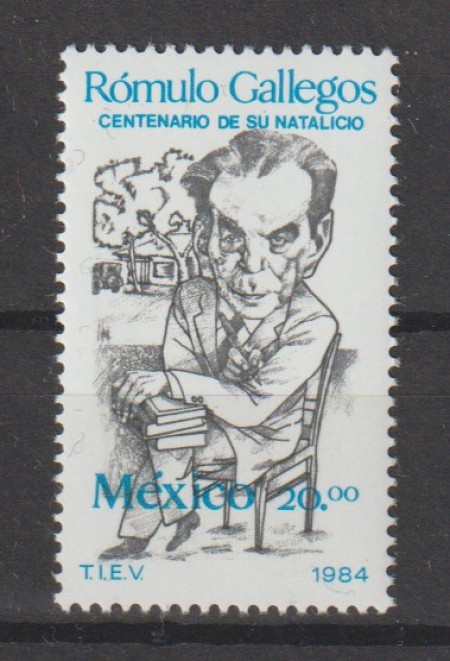 Rómulo Gallegos
CENTENARIO DE SU NATALICIO
México 20.00
T.I.E.V. 1984